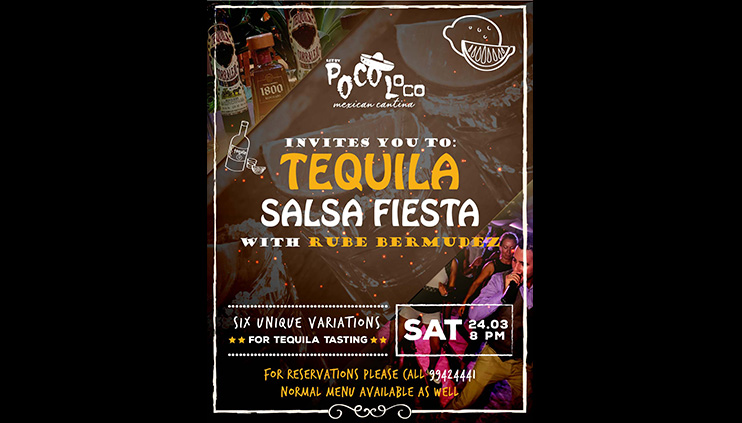 POCO LOCO
mexican cantina
INVITES YOU TO:
TEQUILA
SALSA FIESTA
WITH RUBE BERMUDEZ
SIX UNIQUE VARIATIONS
FOR TEQUILA TASTING
SAT 24.03
8 PM
FOR RESERVATIONS PLEASE CALL 99424441
NORMAL MENU AVAILABLE AS WELL
1800